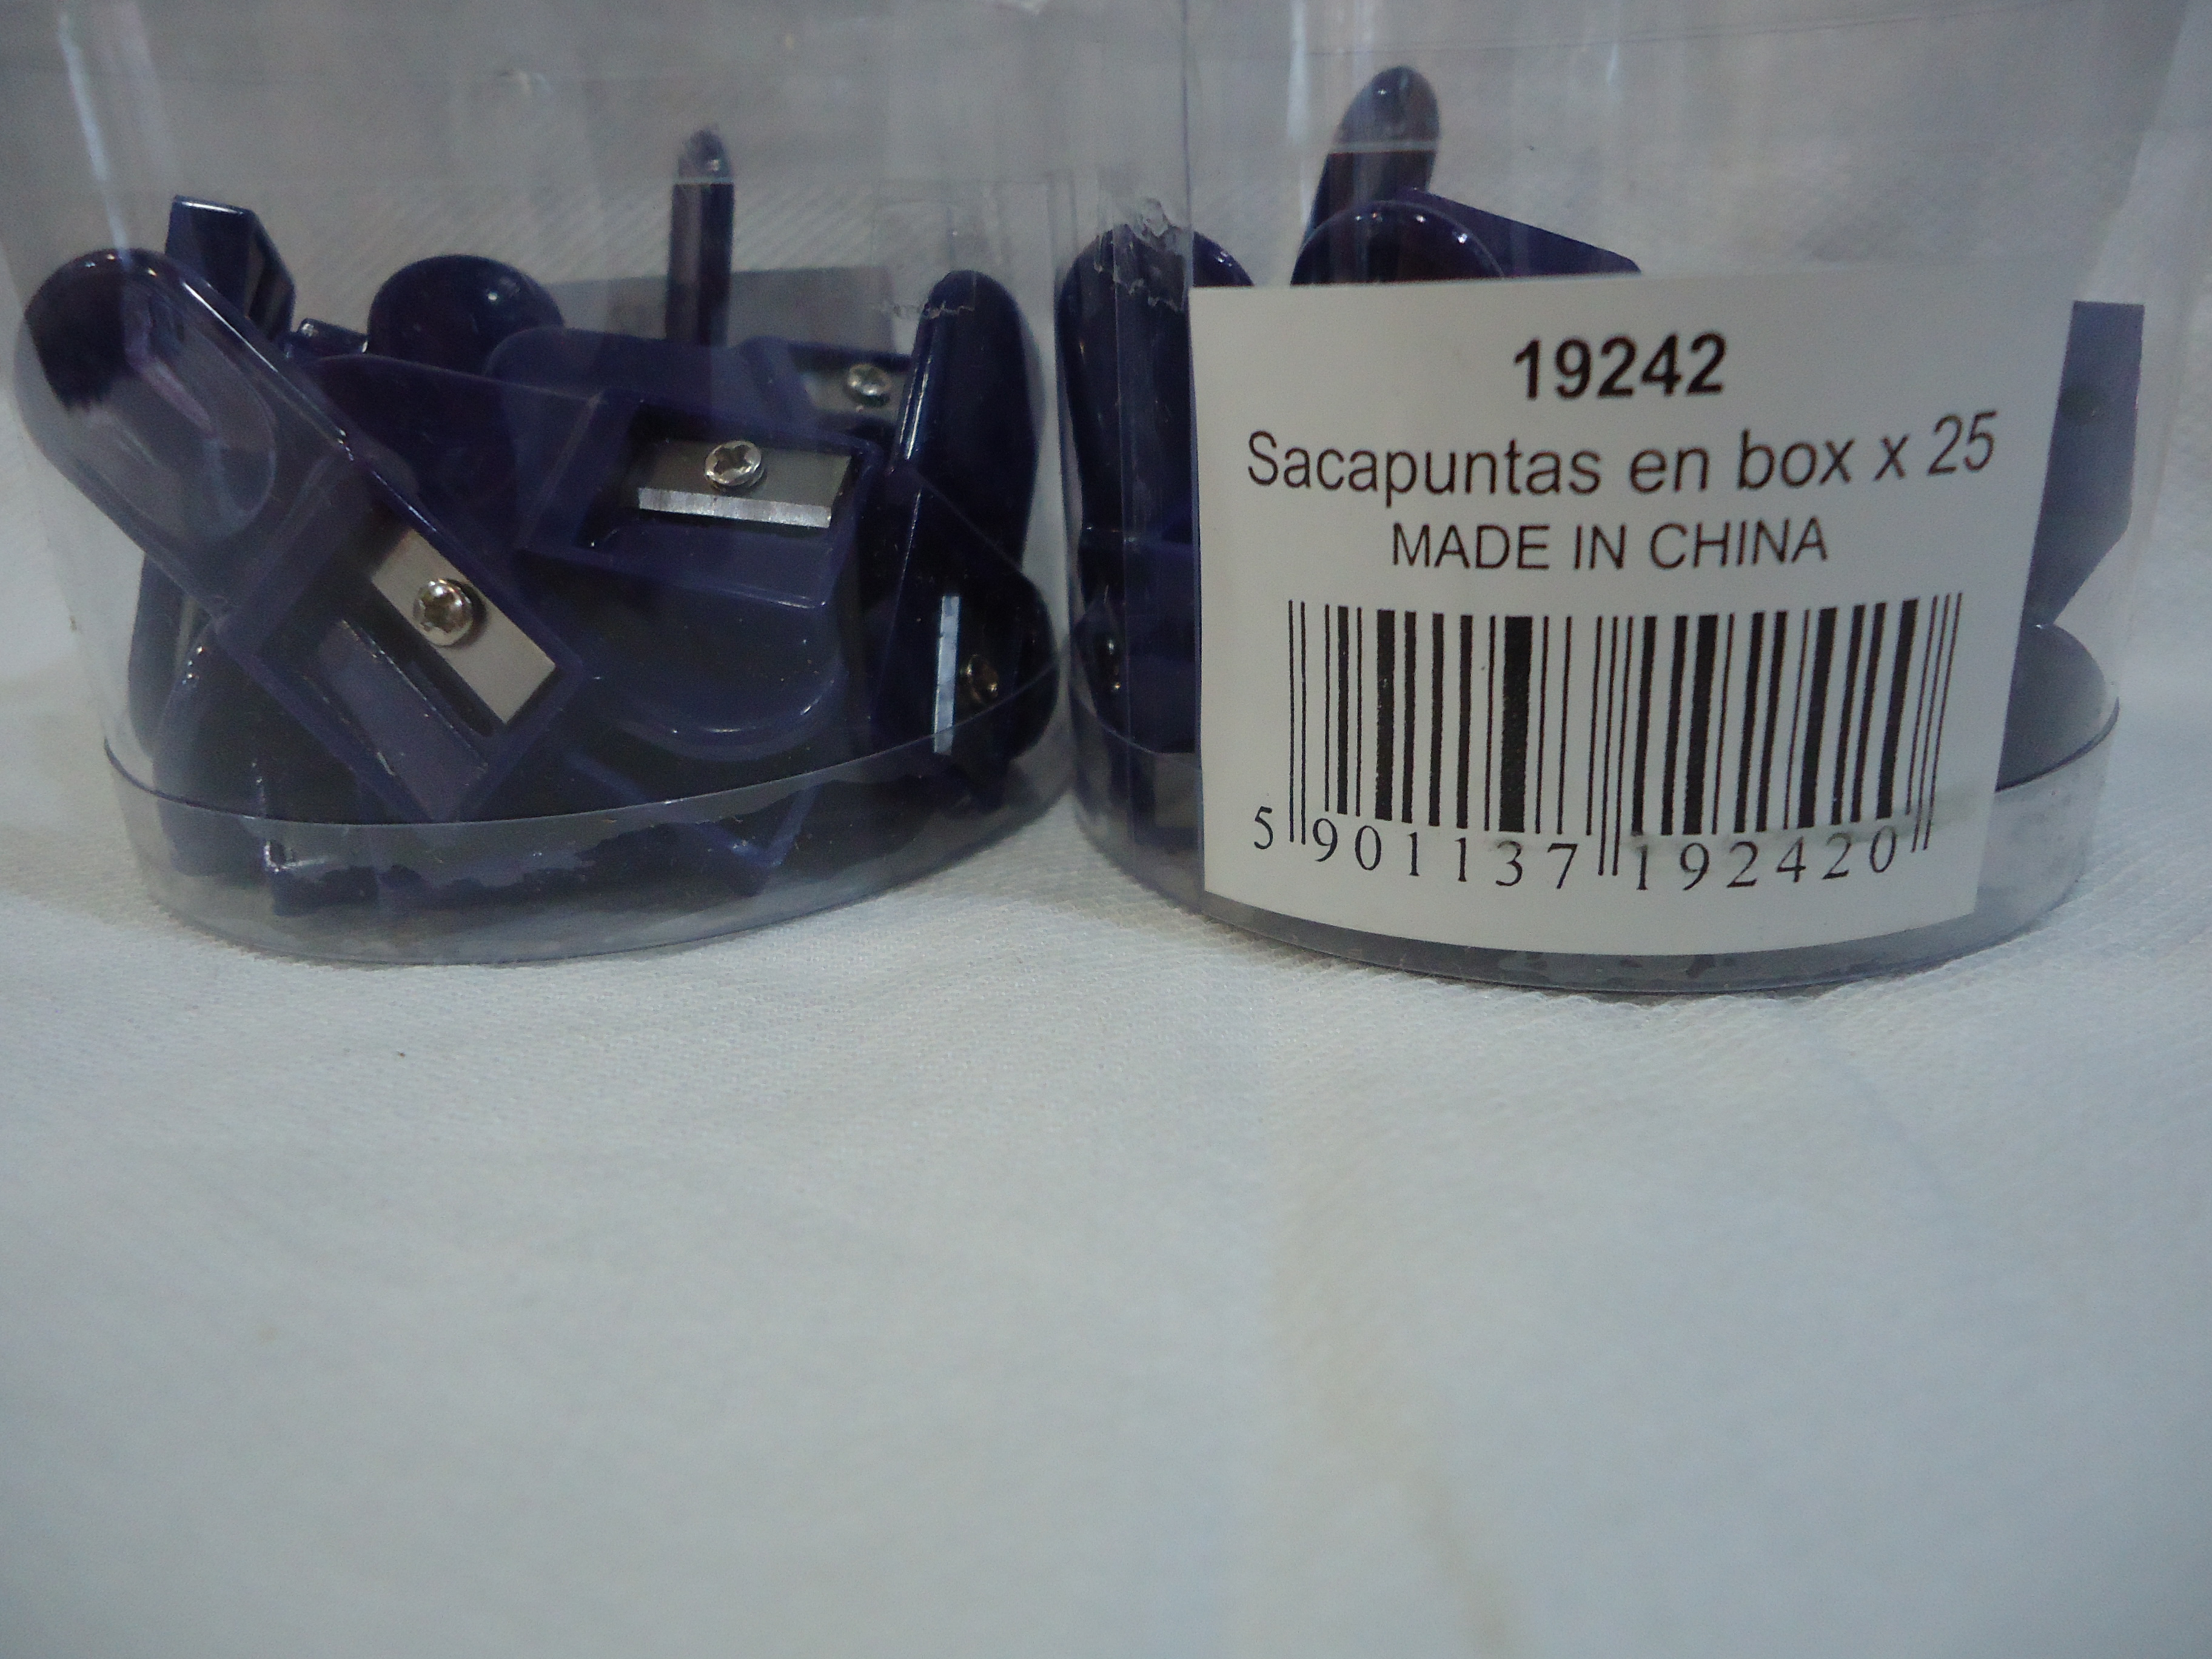 19242
Sacapuntas en box x 25
MADE IN CHINA
5 901137 192420